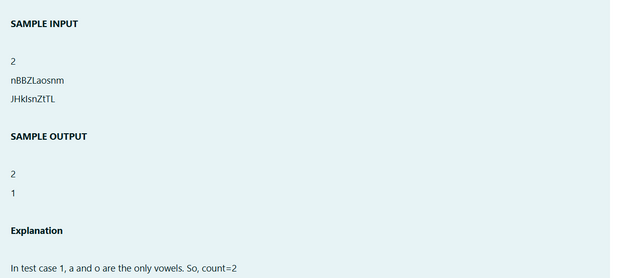 SAMPLE INPUT
2
nBBZLaosnm
JHkIsnZtTL
SAMPLE OUTPUT
2
1
Explanation
In test case 1, a and o are the only vowels. So, count=2